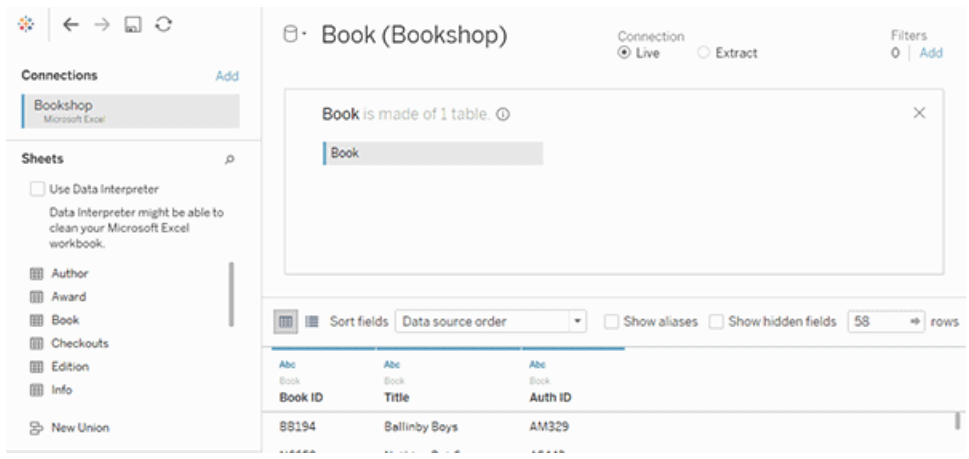 Book (Bookshop)
Connection
Live
Extract
Filters
0
Add
Connections
Add
Bookshop
Microsoft Excel
Sheets
Use Data Interpreter
Data Interpreter might be able to
clean your Microsoft Excel
workbook.
Author
Award
Book
Checkouts
Edition
Info
New Union
Book is made of 1 table.
Book
Sort fields
Data source order
Show aliases
Show hidden fields
58
rows
Abc
Abc
Abc
Book
Book
Book
Book ID
Title
Auth ID
BB194
Ballinby Boys
AM329